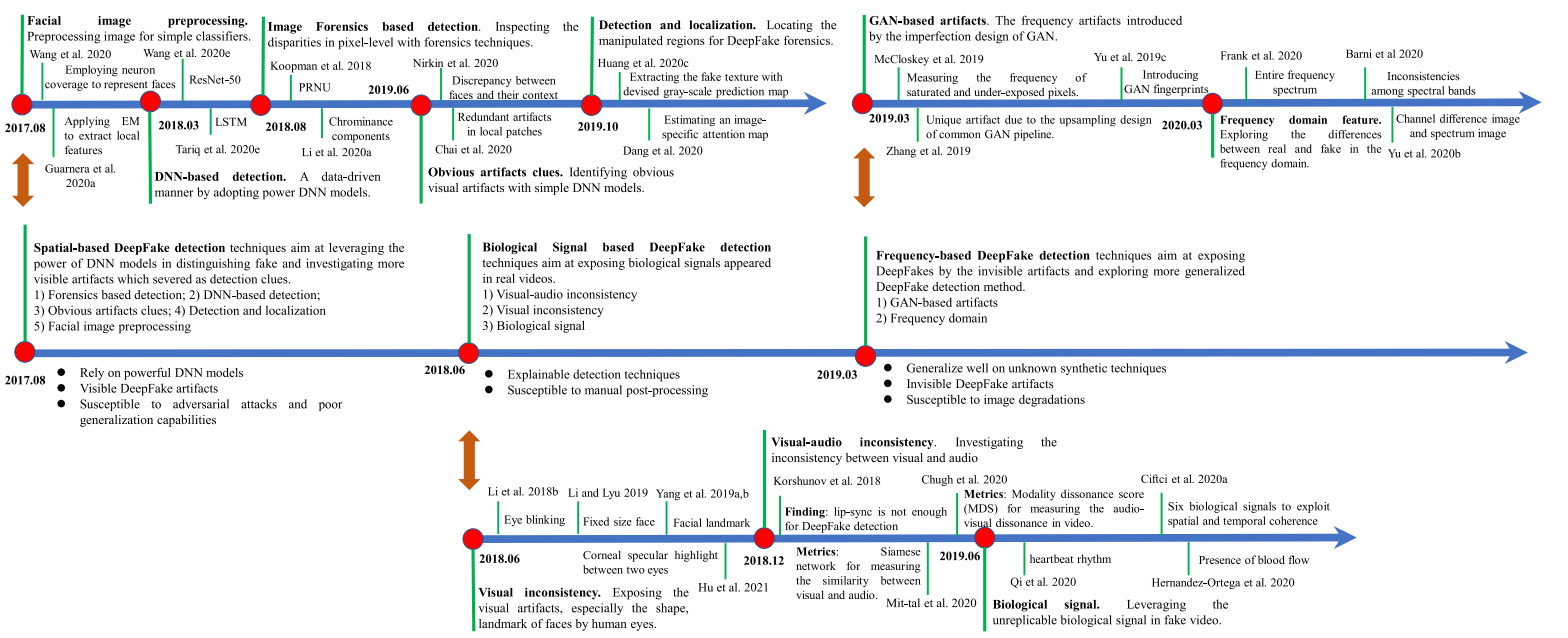 Facial image preprocessing.
Preprocessing image for simple classifiers.
Wang et al. 2020
Wang et al. 2020e
Employing neuron
coverage to represent faces
ResNet-50
2017.08
Applying EM
to extract local
features
Guarnera et al.
2020a
2018.03
LSTM
Tariq et al. 2020e
DNN-based detection. A data-driven
manner by adopting power DNN models.
Image Forensics based detection. Inspecting the
disparities in pixel-level with forensics techniques.
Koopman et al. 2018
PRNU
2018.08
Chrominance
components
Li et al. 2020a
Nirkin et al. 2020
Discrepancy between
faces and their context
2019.06
Redundant artifacts
in local patches
Chai et al. 2020
Obvious artifacts clues. Identifying obvious
visual artifacts with simple DNN models.
Detection and localization. Locating the
manipulated regions for DeepFake forensics.
Huang et al. 2020c
Extracting the fake texture with
devised gray-scale prediction map
2019.10
Estimating an image-
specific attention map
Dang et al. 2020
GAN-based artifacts. The frequency artifacts introduced
by the imperfection design of GAN.
McCloskey et al. 2019
Measuring the frequency of
saturated and under-exposed pixels.
Yu et al. 2019c
Introducing
GAN fingerprints
2019.03
Unique artifact due to the upsampling design
of common GAN pipeline.
Zhang et al. 2019
2020.03
Frank et al. 2020
Entire frequency
spectrum
Barni et al 2020
Inconsistencies
among spectral bands
Frequency domain feature.
Exploring the differences
between real and fake in the
frequency domain.
Channel difference image
and spectrum image
Yu et al. 2020b
Spatial-based DeepFake detection techniques aim at leveraging the
power of DNN models in distinguishing fake and investigating more
visible artifacts which severed as detection clues.
1) Forensics based detection; 2) DNN-based detection;
3) Obvious artifacts clues; 4) Detection and localization
5) Facial image preprocessing
2017.08
● Rely on powerful DNN models
● Visible DeepFake artifacts
● Susceptible to adversarial attacks and poor
generalization capabilities
Biological Signal based DeepFake detection
techniques aim at exposing biological signals appeared
in real videos.
1) Visual-audio inconsistency
2) Visual inconsistency
3) Biological signal
2018.06
● Explainable detection techniques
● Susceptible to manual post-processing
Frequency-based DeepFake detection techniques aim at exposing
DeepFakes by the invisible artifacts and exploring more generalized
DeepFake detection method.
1) GAN-based artifacts
2) Frequency domain
2019.03
● Generalize well on unknown synthetic techniques
● Invisible DeepFake artifacts
● Susceptible to image degradations
Li et al. 2018b
Eye blinking
Li and Lyu 2019
Fixed size face
Yang et al. 2019a,b
Facial landmark
2018.06
Corneal specular highlight
between two eyes
Hu et al. 2021
Visual inconsistency. Exposing the
visual artifacts, especially the shape,
landmark of faces by human eyes.
Visual-audio inconsistency. Investigating the
inconsistency between visual and audio
Korshunov et al. 2018
Finding: lip-sync is not enough
for DeepFake detection
2018.12
Metrics: Siamese
network for measuring
the similarity between
visual and audio.
Mit-tal et al. 2020
Chugh et al. 2020
Metrics: Modality dissonance score
(MDS) for measuring the audio-
visual dissonance in video.
2019.06
Ciftci et al. 2020a
Six biological signals to exploit
spatial and temporal coherence
heartbeat rhythm
Qi et al. 2020
Presence of blood flow
Hernandez-Ortega et al. 2020
Biological signal. Leveraging the
unreplicable biological signal in fake video.